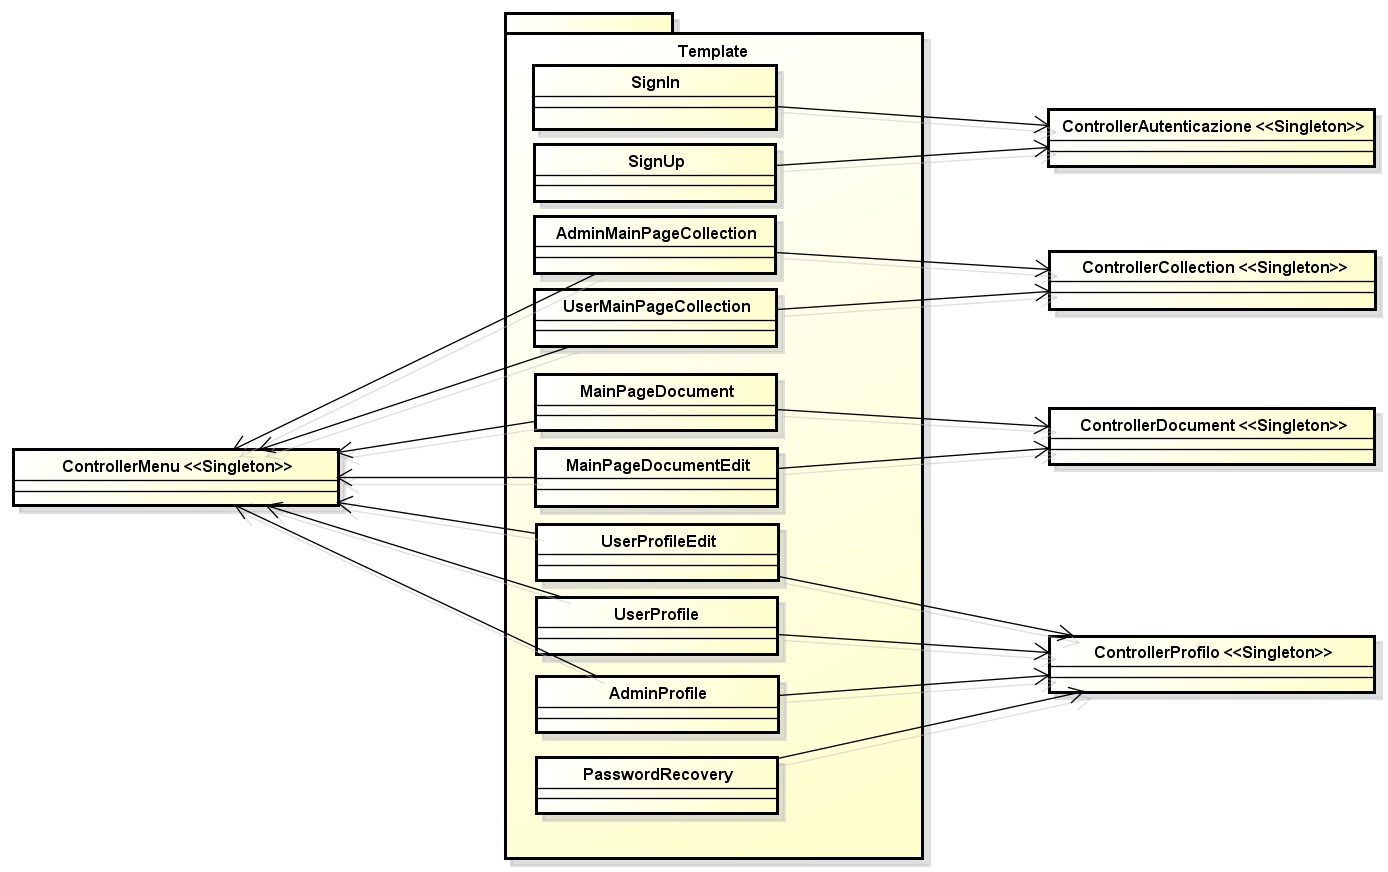 Template
SignIn
ControllerAutenticazione <<Singleton>>
SignUp
AdminMainPageCollection
ControllerCollection <<Singleton>>
UserMainPageCollection
MainPageDocument
ControllerDocument <<Singleton>>
ControllerMenu <<Singleton>>
MainPageDocumentEdit
UserProfileEdit
UserProfile
ControllerProfilo <<Singleton>>
AdminProfile
PasswordRecovery